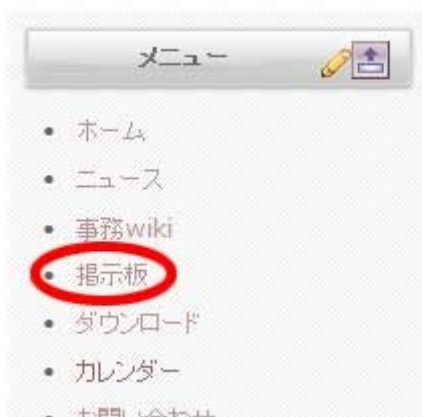 メニュー
ホーム
ニュース
事務wiki
掲示板
ダウンロード
カレンダー